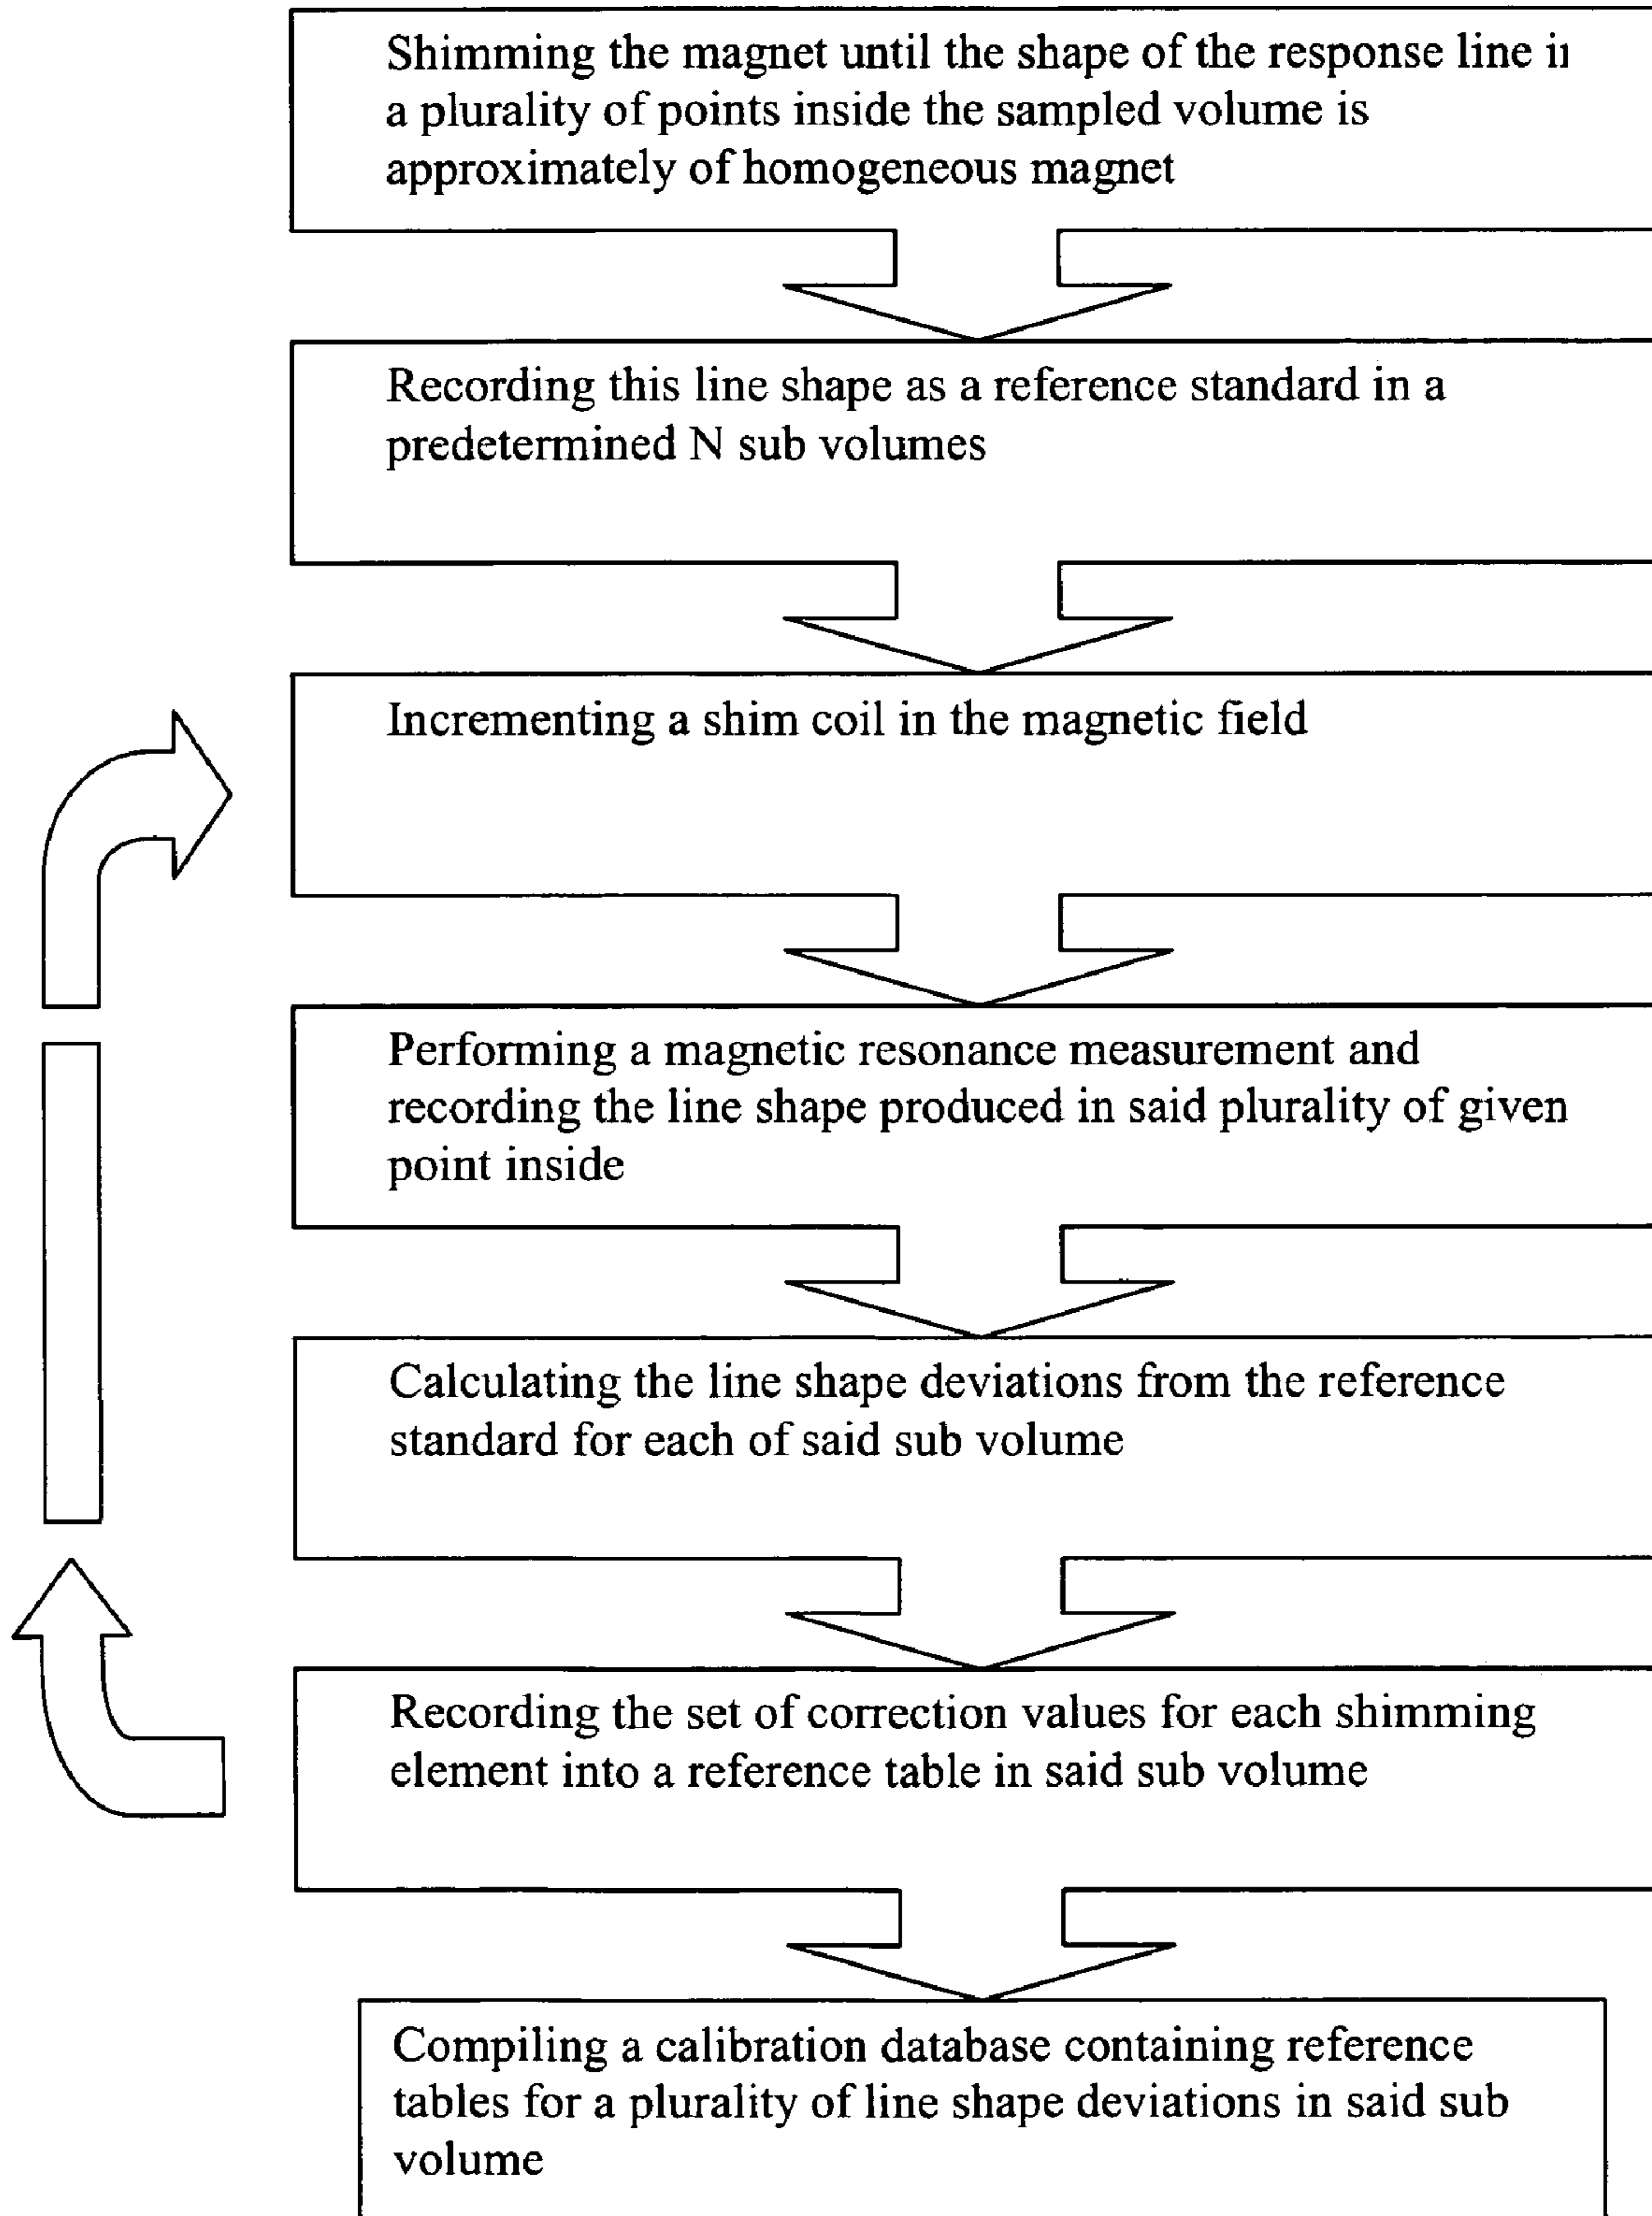 Shimming the magnet until the shape of the response line
a plurality of points inside the sampled volume is
approximately of homogeneous magnet
Recording this line shape as a reference standard in a
predetermined N sub volumes
Incrementing a shim coil in the magnetic field
Performing a magnetic resonance measurement and
recording the line shape produced in said plurality of given
point inside
Calculating the line shape deviations from the reference
standard for each of said sub volume
Recording the set of correction values for each shimming
element into a reference table in said sub volume
Compiling a calibration database containing reference
tables for a plurality of line shape deviations in said sub
volume